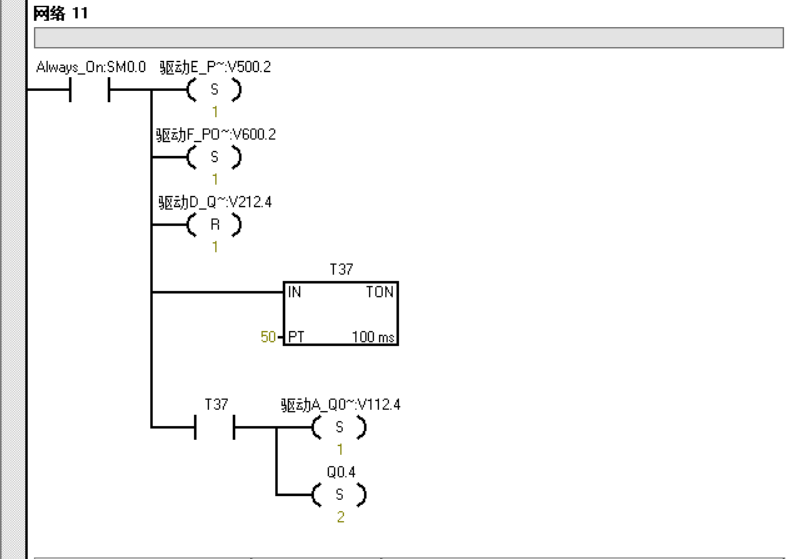 网络 11
Always_On:SM0.0 驱动E_P~:V500.2
S
1
驱动F_PO~:V600.2
S
1
驱动D_Q~:V212.4
R
1
T37
IN TON
50 PT 100 ms
T37 驱动A_Q0~:V112.4
S
1
Q0.4
S
2